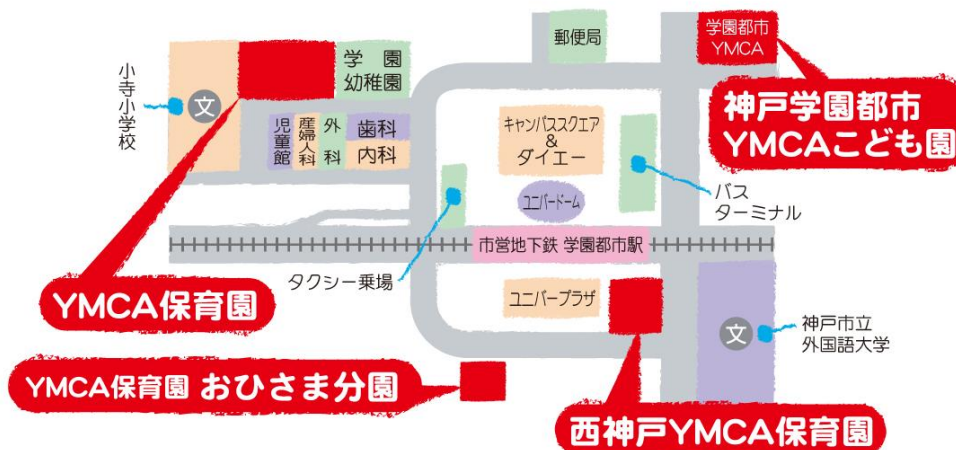 学園都市
YMCA
郵便局
学園
幼稚園
小寺小学校
文
神戸学園都市
YMCAこども園
児童館
産婦人科
外科
歯科
内科
キャンパススクエア
&
ダイエー
ユニバードーム
バス
ターミナル
市営地下鉄 学園都市駅
タクシー乗場
YMCA保育園
ユニバープラザ
文
神戸市立
外国語大学
YMCA保育園 おひさま分園
西神戸YMCA保育園